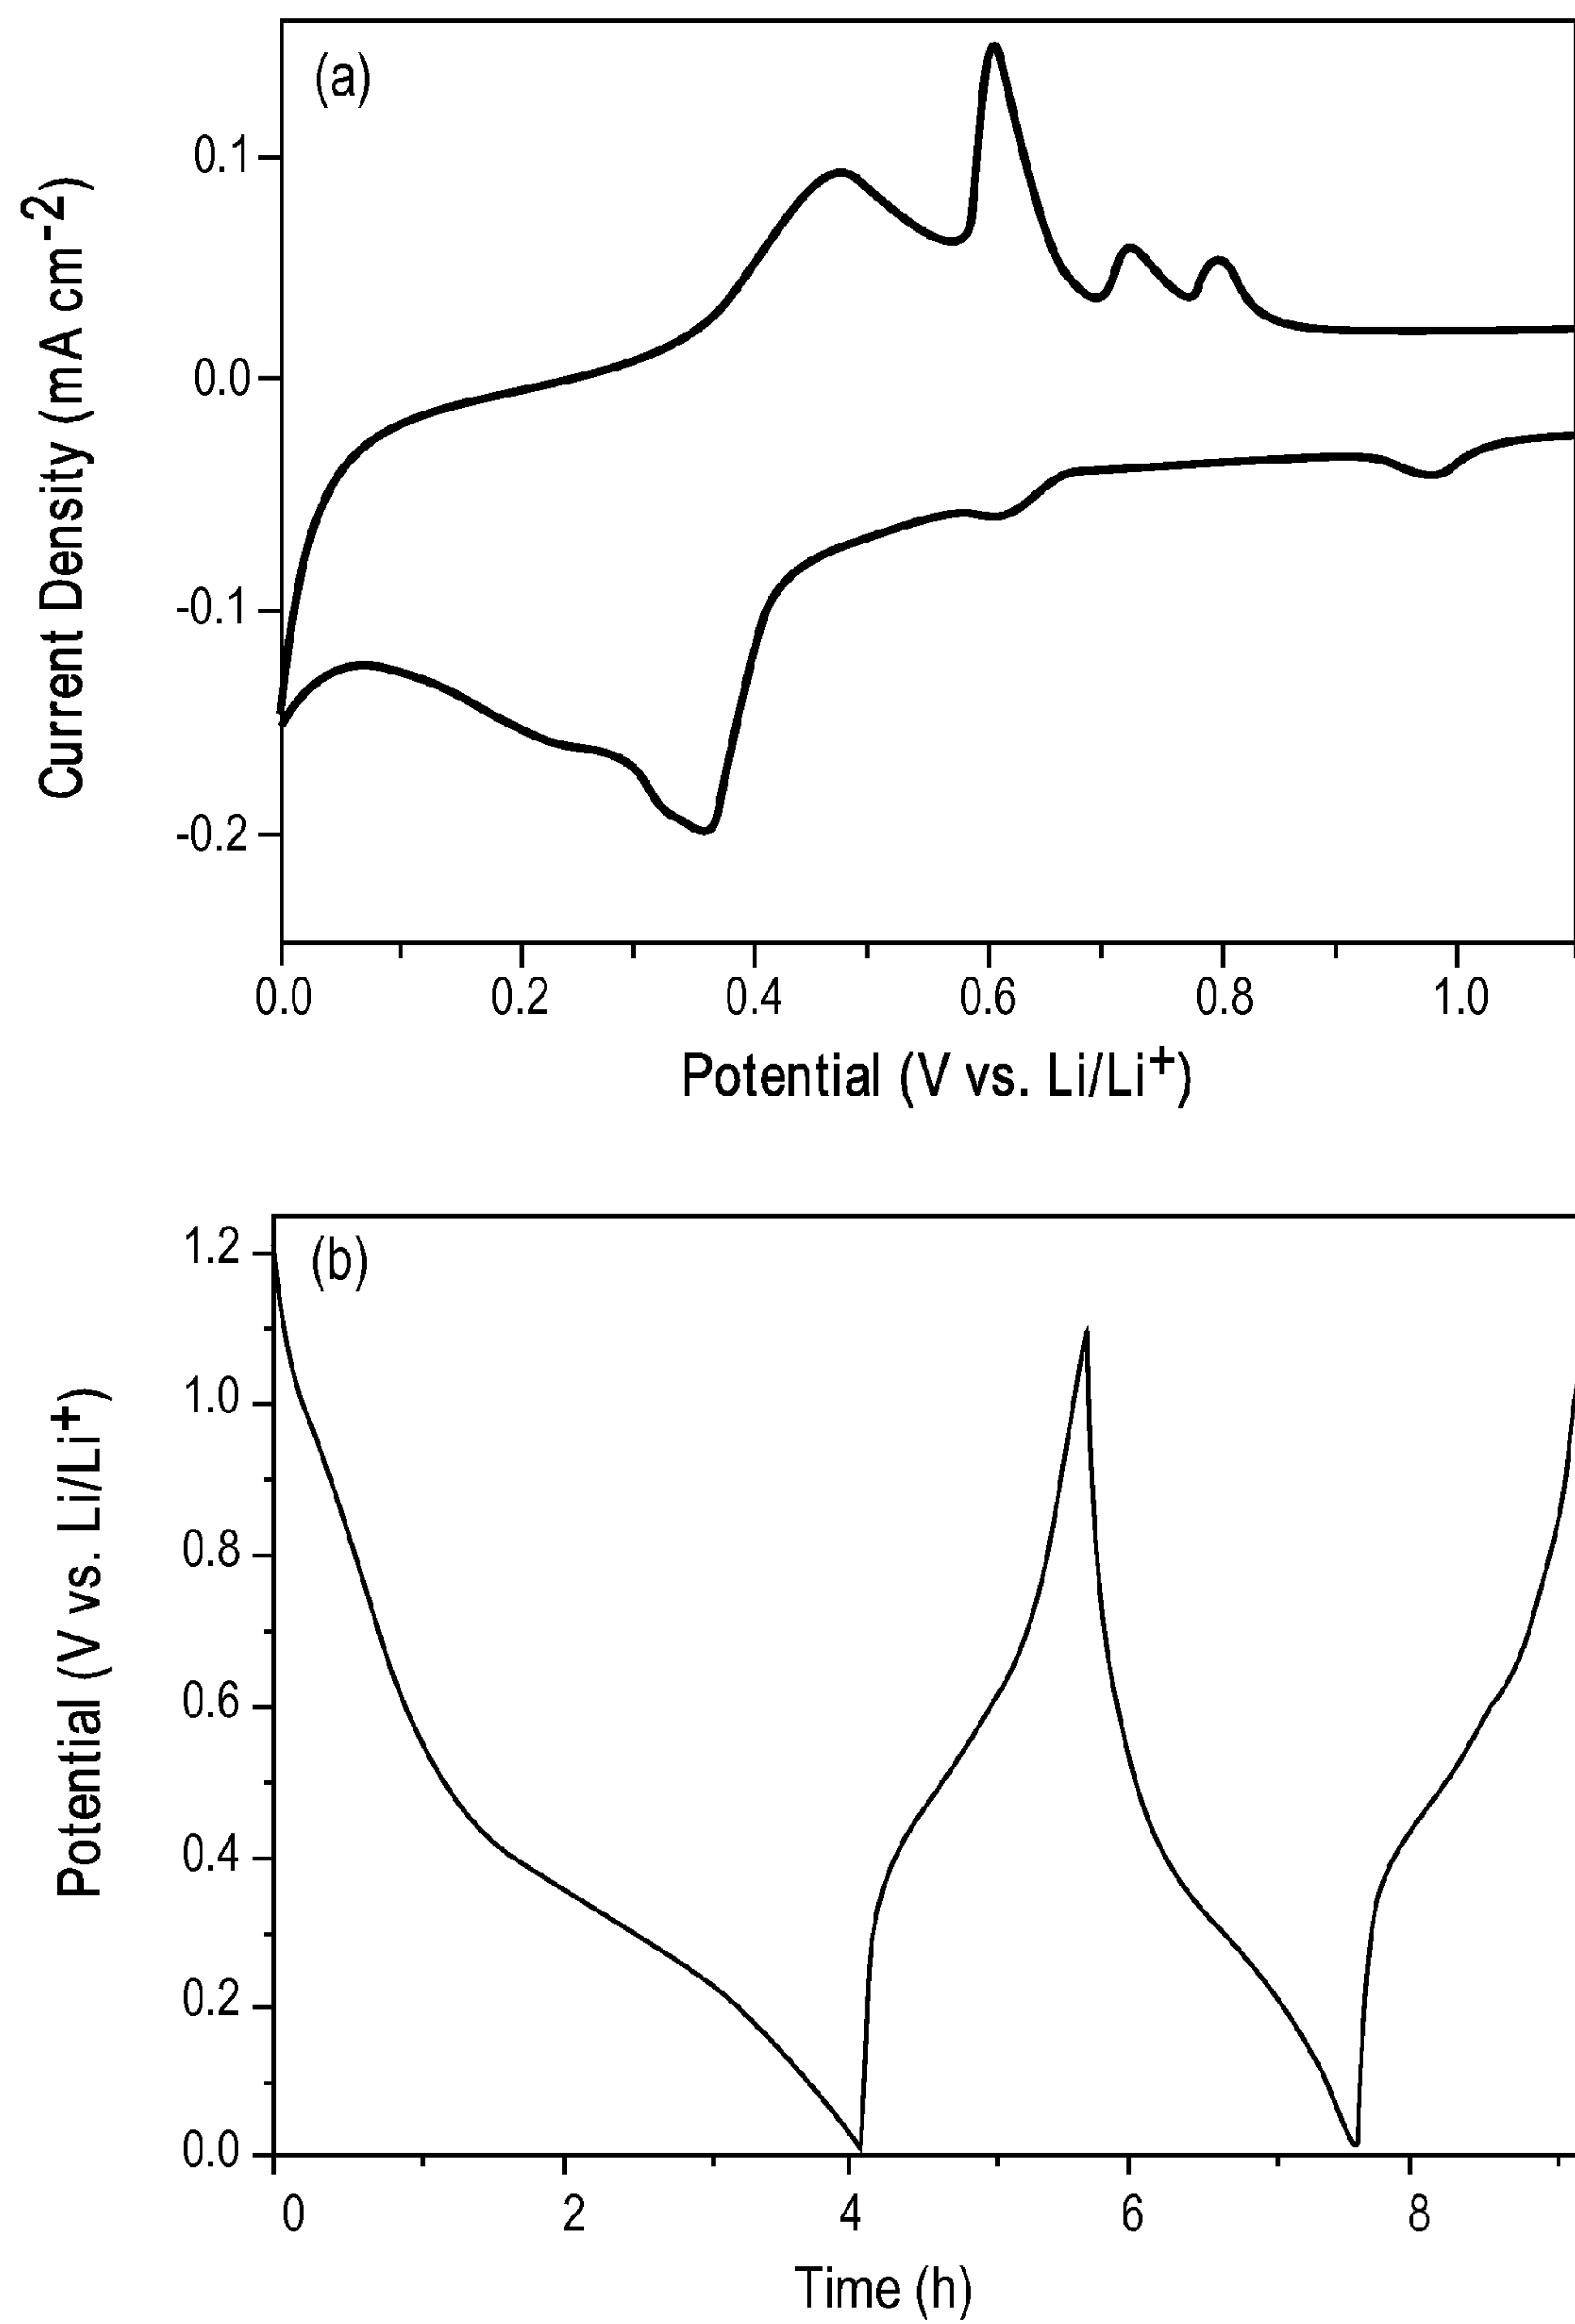 (a)
0.1
0.0
-0.1
-0.2
Current Density (mA cm-2)
0.0 0.2 0.4 0.6 0.8 1.0
Potential (V vs. Li/Li+)
(b)
1.2
1.0
0.8
0.6
0.4
0.2
0.0
Potential (V vs. Li/Li+)
0 2 4 6 8
Time (h)